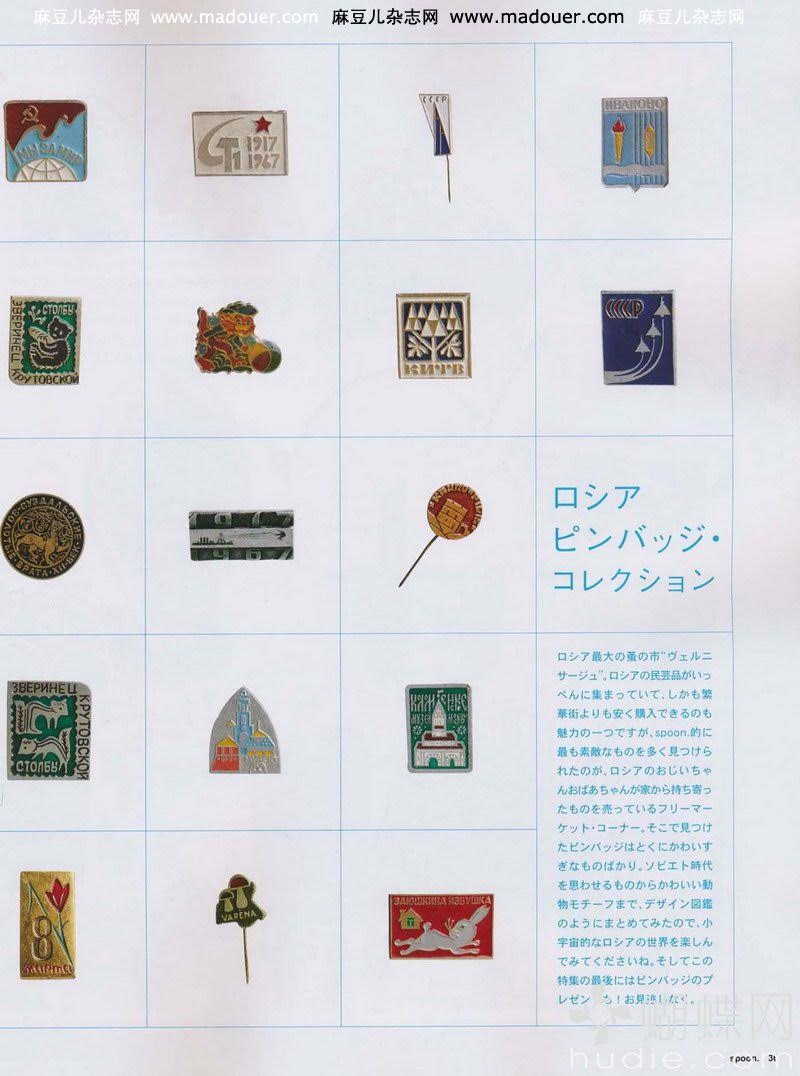 麻豆儿杂志网 www.madouer.com 麻豆儿杂志网 www.madouer.com 麻豆儿杂志网
МИЗАМИР
1917
1967
СССР
ИВАНОВО
СТОЛБЫ
ЗВЕРИНЕЦ КРУТОВСКОЙ
КИЇВ
СССР
СУЗДАЛЬСКИЕ
ВРАТА·XII·ВЕК
1967
ロシア
ピンバッジ・
コレクション
ロシア最大の蚤の市“ヴェルニ
サージュ”。ロシアの民芸品がいっ
ぺんに集まっていて、しかも繁
華街よりも安く購入できるのも
魅力の一つですが、spoon.的に
最も素敵なものを多く見つけら
れたのが、ロシアのおじいちゃ
んおばあちゃんが家から持ち寄っ
たものを売っているフリーマー
ケット・コーナー。そこで見つけ
たピンバッジはとくにかわいす
ぎなものばかり。ソビエト時代
を思わせるものからかわいい動
物モチーフまで、デザイン図鑑
のようにまとめてみたので、小
宇宙的なロシアの世界を楽しん
でみてくださいね。そしてこの
特集の最後にはピンバッジのプ
レゼントも！お見逃しなく。
ЗВЕРИНЕЦ
КРУТОВСКОЙ
СТОЛБЫ
8
марта
VARĖNA
ЗАЮШКИНА ИЗБУШКА
蝴蝶网
hudie.com
spoon. 36